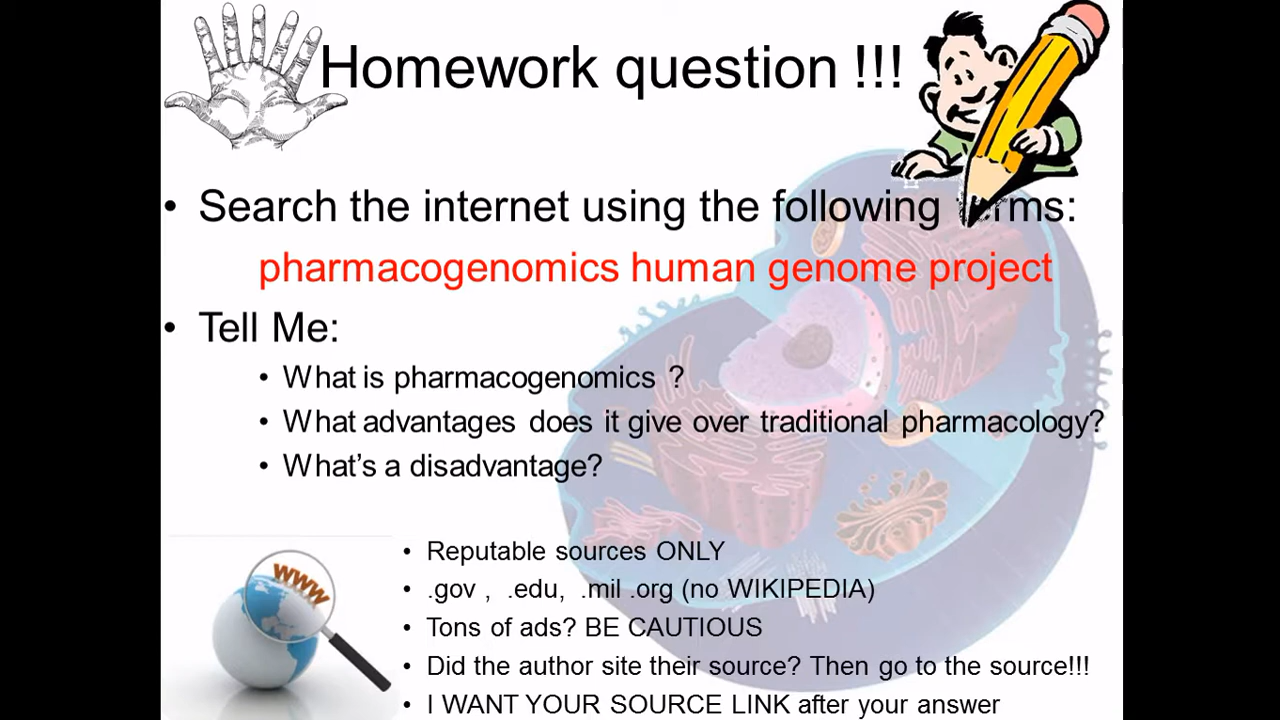 Homework question !!!
• Search the internet using the following terms:
pharmacogenomics human genome project
• Tell Me:
• What is pharmacogenomics ?
• What advantages does it give over traditional pharmacology?
• What's a disadvantage?
• Reputable sources ONLY
• .gov , .edu, .mil .org (no WIKIPEDIA)
• Tons of ads? BE CAUTIOUS
• Did the author site their source? Then go to the source!!!
• I WANT YOUR SOURCE LINK after your answer
www